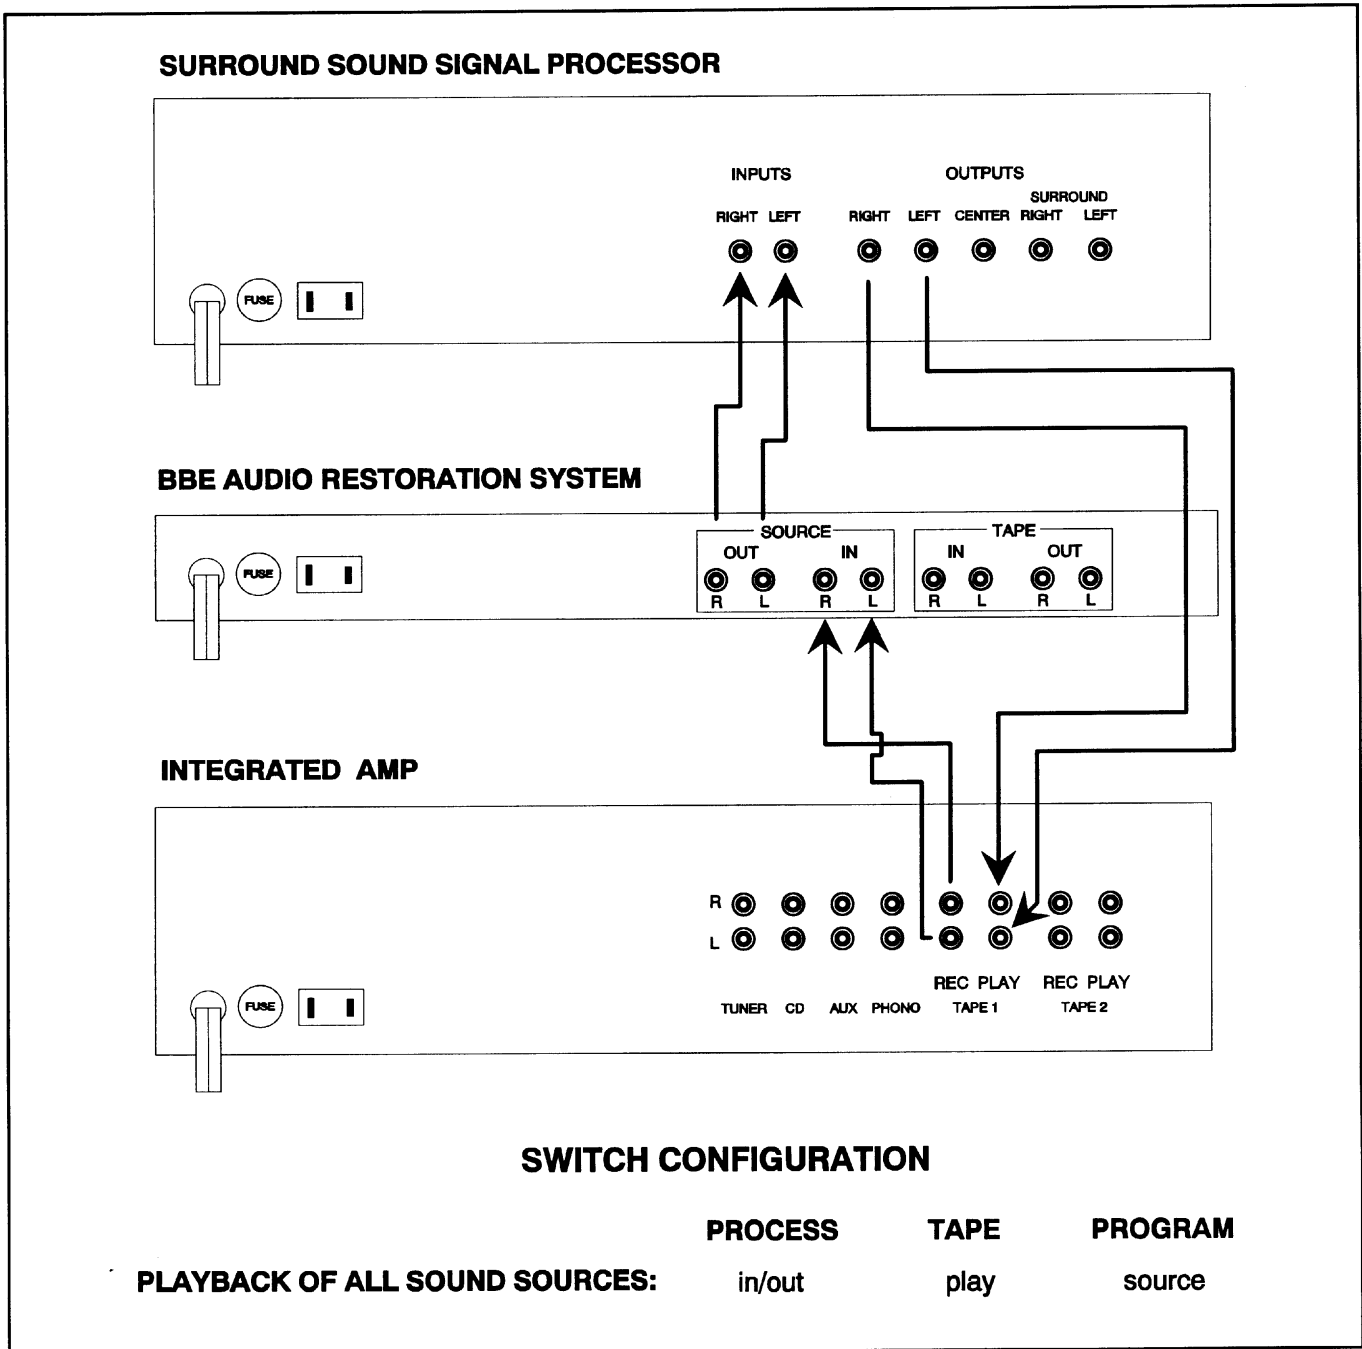 SURROUND SOUND SIGNAL PROCESSOR
INPUTS OUTPUTS
SURROUND
RIGHT LEFT RIGHT LEFT CENTER RIGHT LEFT
FUSE
BBE AUDIO RESTORATION SYSTEM
SOURCE TAPE
OUT IN IN OUT
FUSE
R L R L R L R L
INTEGRATED AMP
R
L
REC PLAY REC PLAY
FUSE
TUNER CD AUX PHONO TAPE 1 TAPE 2
SWITCH CONFIGURATION
PROCESS TAPE PROGRAM
PLAYBACK OF ALL SOUND SOURCES: in/out play source